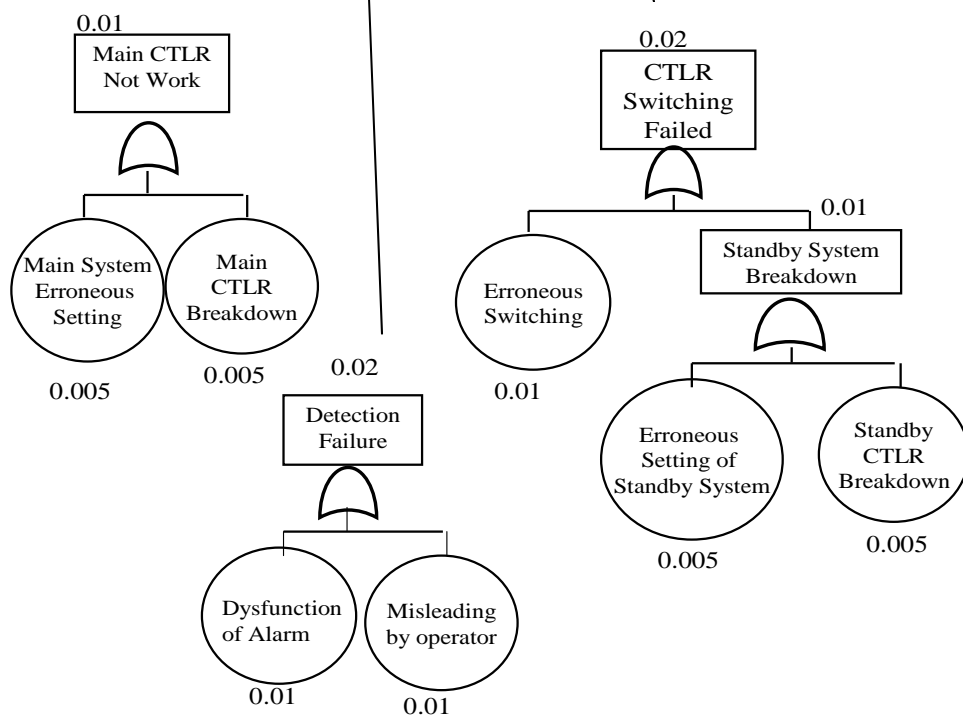 0.01
Main CTLR
Not Work
Main System
Erroneous
Setting
0.005
Main
CTLR
Breakdown
0.005
0.02
Detection
Failure
Dysfunction
of Alarm
0.01
Misleading
by operator
0.01
0.02
CTLR
Switching
Failed
Erroneous
Switching
0.01
0.01
Standby System
Breakdown
Erroneous
Setting of
Standby System
0.005
Standby
CTLR
Breakdown
0.005